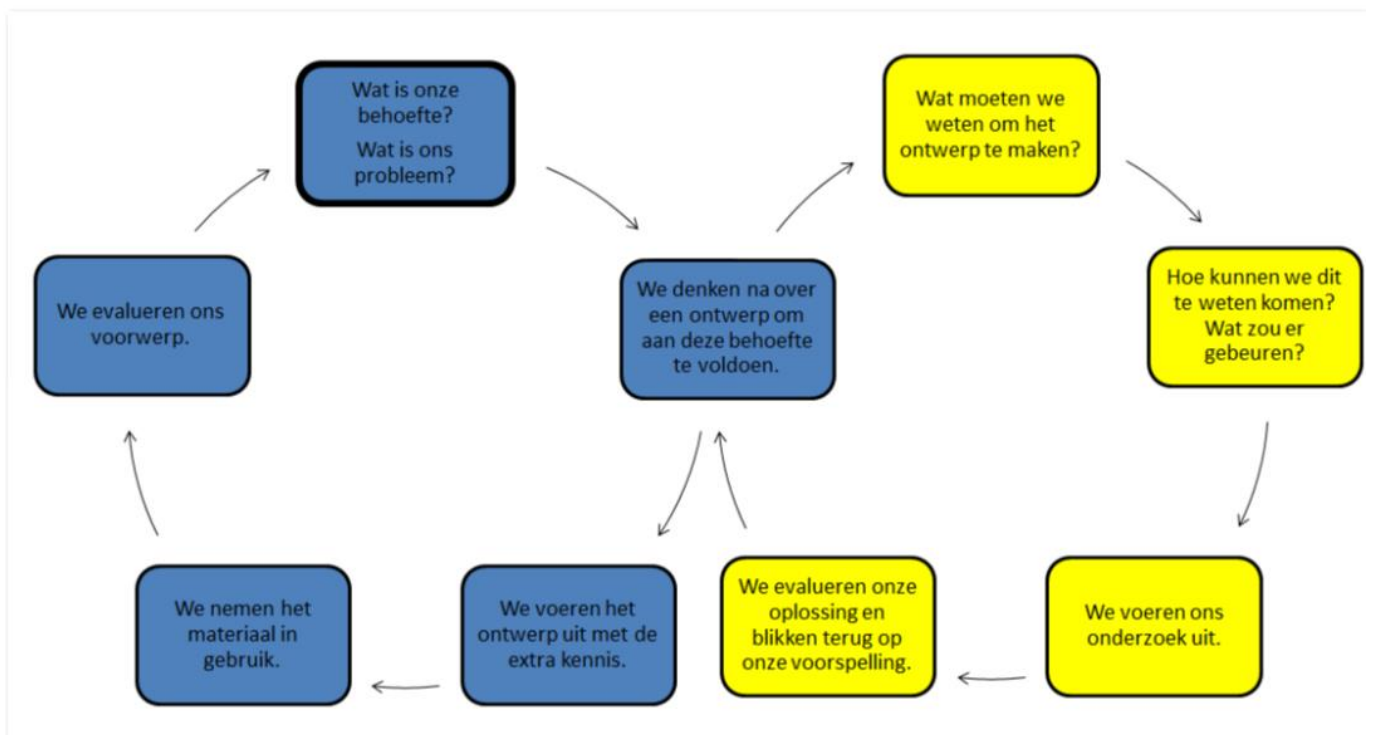 Wat is onze
behoefte?
Wat is ons
probleem?
We denken na over
een ontwerp om
aan deze behoefte
te voldoen.
Wat moeten we
weten om het
ontwerp te maken?
Hoe kunnen we dit
te weten komen?
Wat zou er
gebeuren?
We voeren ons
onderzoek uit.
We evalueren onze
oplossing en
blikken terug op
onze voorspelling.
We voeren het
ontwerp uit met de
extra kennis.
We nemen het
materiaal in
gebruik.
We evalueren ons
voorwerp.